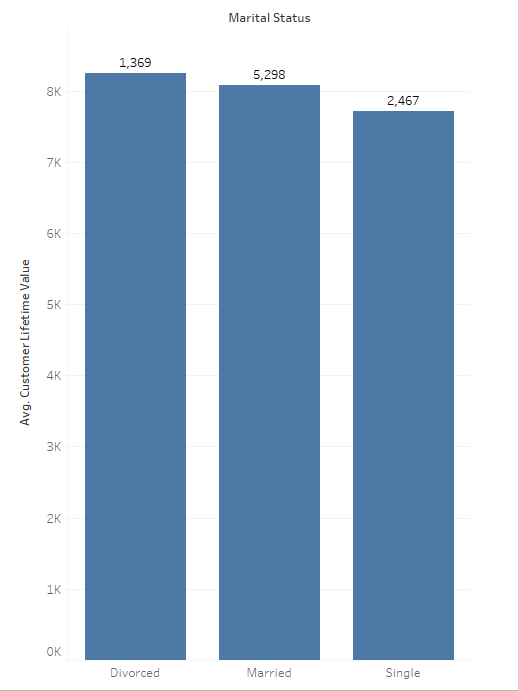 Marital Status
1,369
5,298
2,467
8K
7K
6K
5K
4K
3K
2K
1K
0K
Avg. Customer Lifetime Value
Divorced
Married
Single